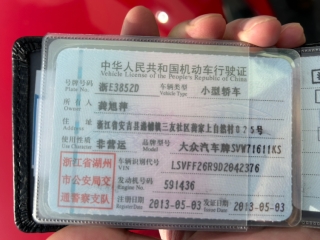 中华人民共和国机动车行驶证
Vehicle License of the People's Republic of China
号牌号码 浙E3852D 车辆类型 小型轿车
Plate No. Vehicle Type
所有人
Owner
住址 浙江省安吉县
Address
使用性质 非营运 品牌型号 大众汽车牌SVW71611KS
Use Character Model
浙江省湖州
市公安局交
通警察支队
车辆识别代号 LSVFF26R9D2042376
VIN
发动机号码 591436
Engine No.
注册日期 2013-05-03 发证日期 2013-05-03
Register Date Issue Date